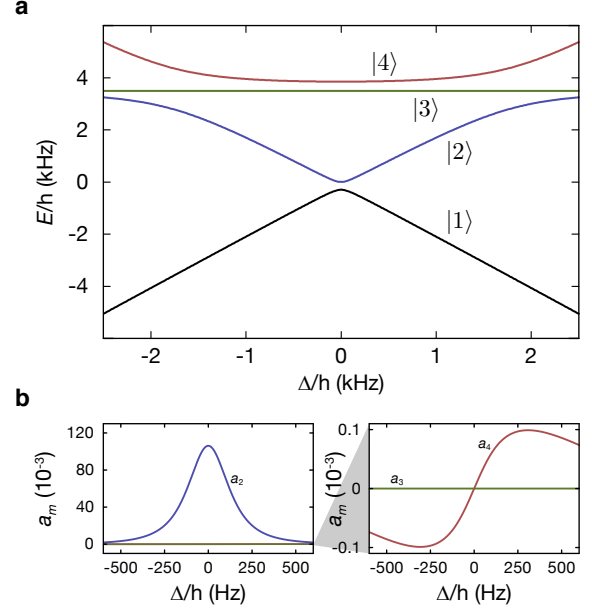 a
E/h (kHz)
4
2
0
-2
-4
|4⟩
|3⟩
|2⟩
|1⟩
-2 -1 0 1 2
Δ/h (kHz)
b
a_m (10⁻³)
120
80
40
0
a₂
-500 -250 0 250 500
Δ/h (Hz)
a_m (10⁻³)
0.1
0
-0.1
a₄
a₃
-500 -250 0 250 500
Δ/h (Hz)